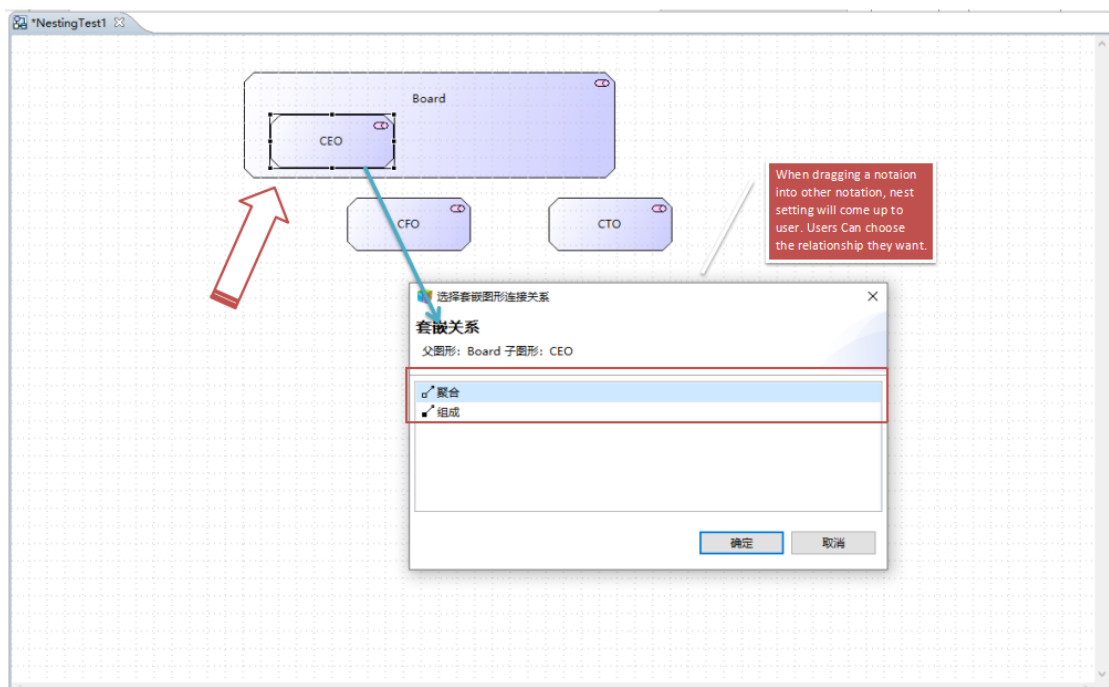 *NestingTest1
Board
CEO
CFO
CTO
When dragging a notaion
into other notation, nest
setting will come up to
user. Users Can choose
the relationship they want.
选择套嵌图形连接关系
套嵌关系
父图形: Board 子图形: CEO
聚合
组成
确定
取消